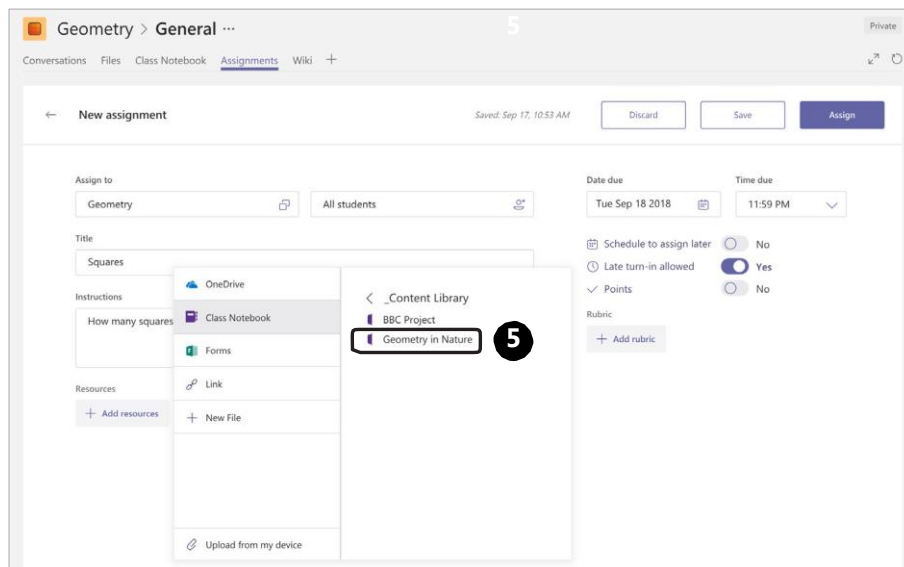 Geometry > General ...
5
Private
Conversations Files Class Notebook Assignments Wiki +
← New assignment
Saved: Sep 17, 10:53 AM
Discard
Save
Assign
Assign to
Geometry
All students
Date due
Time due
Tue Sep 18 2018
11:59 PM
Title
Squares
Schedule to assign later No
Late turn-in allowed Yes
Points No
Instructions
How many squares
Rubric
+ Add rubric
Resources
+ Add resources
OneDrive
Class Notebook
Forms
Link
+ New File
Upload from my device
< _Content Library
BBC Project
Geometry in Nature
5